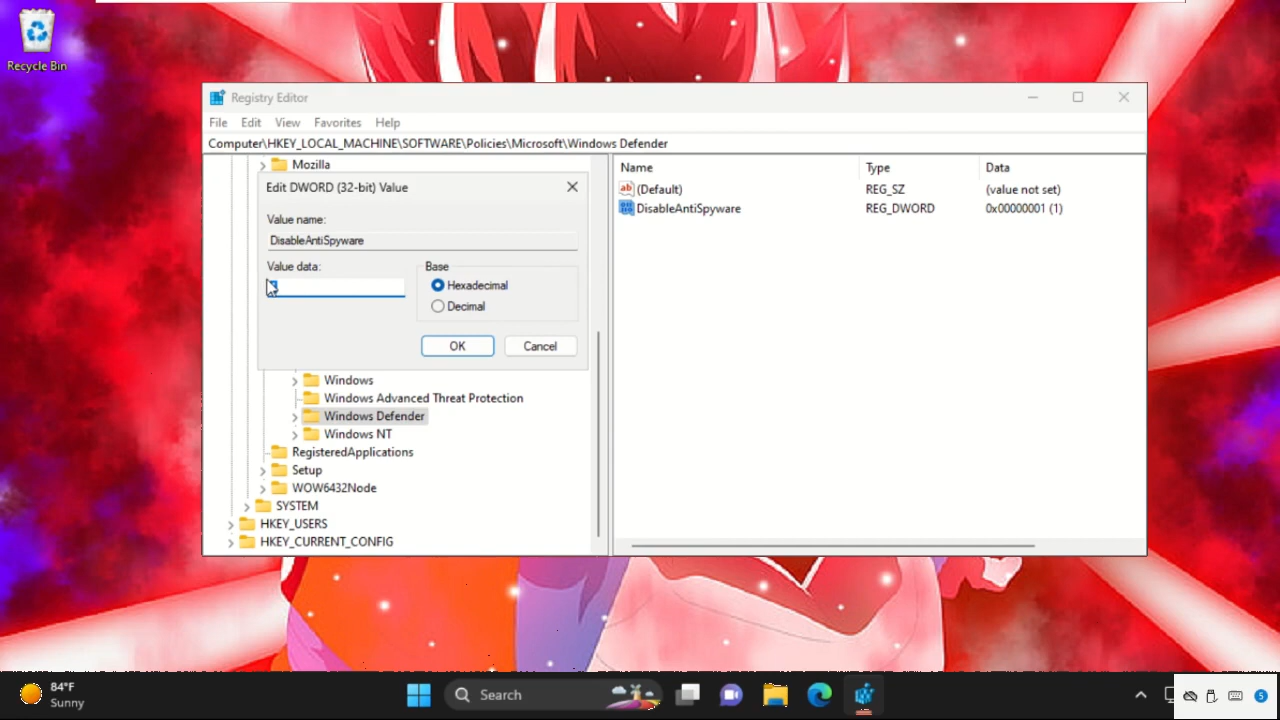 Recycle Bin
Registry Editor
File Edit View Favorites Help
Computer\HKEY_LOCAL_MACHINE\SOFTWARE\Policies\Microsoft\Windows Defender
Mozilla
Edit DWORD (32-bit) Value
Value name:
DisableAntiSpyware
Value data:
Base
Hexadecimal
Decimal
OK Cancel
Windows
Windows Advanced Threat Protection
Windows Defender
Windows NT
RegisteredApplications
Setup
WOW6432Node
SYSTEM
HKEY_USERS
HKEY_CURRENT_CONFIG
Name Type Data
ab (Default) REG_SZ (value not set)
DisableAntiSpyware REG_DWORD 0x00000001 (1)
84°F
Sunny
Search
5